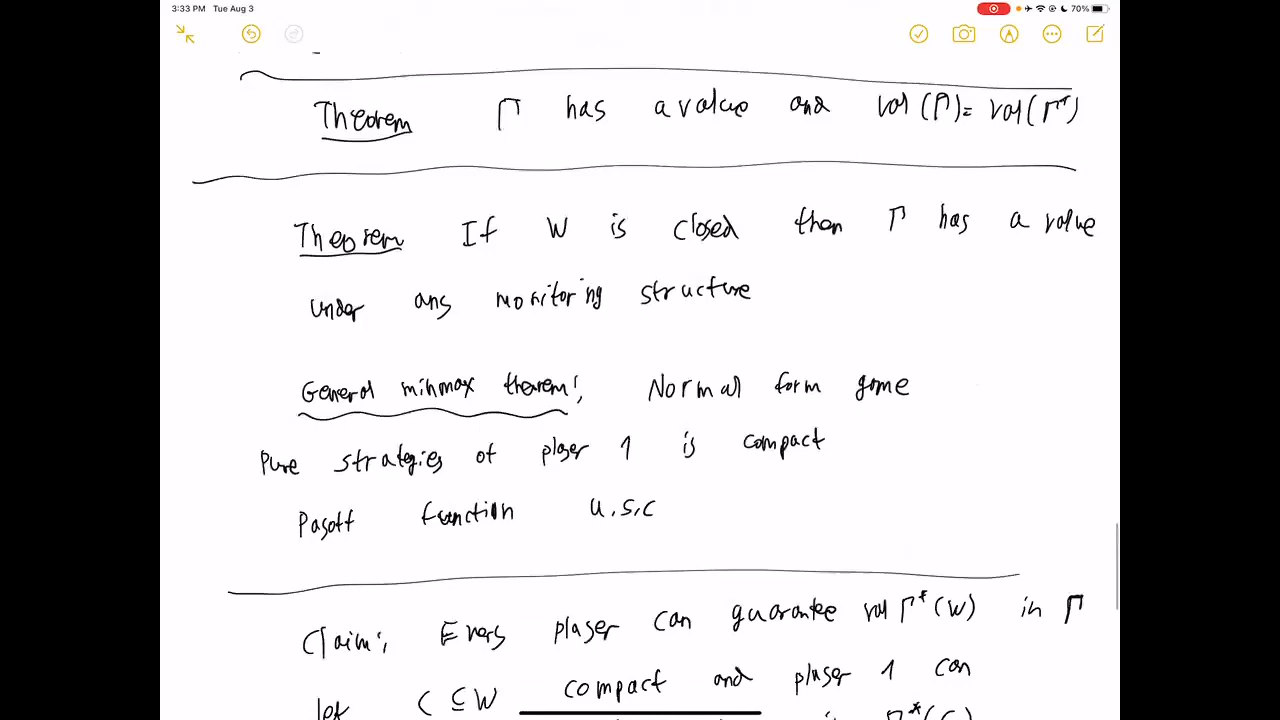 3:33 PM Tue Aug 3
70%
Theorem Γ has a value and val(Γ) = val(Γ*)
Theorem If W is closed then Γ has a value
under any monitoring structure
General minmax theorem: Normal form game
Pure strategies of player 1 is compact
Payoff function u.s.c
Claim: Every player can guarantee val Γ*(W) in Γ
let C ⊆ W compact and player 1 can
Γ*(C)